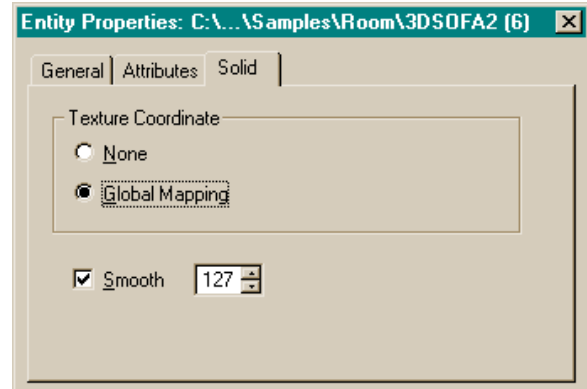 Entity Properties: C:\...\Samples\Room\3DSOFA2 (6)
General Attributes Solid
Texture Coordinate
None
Global Mapping
Smooth 127